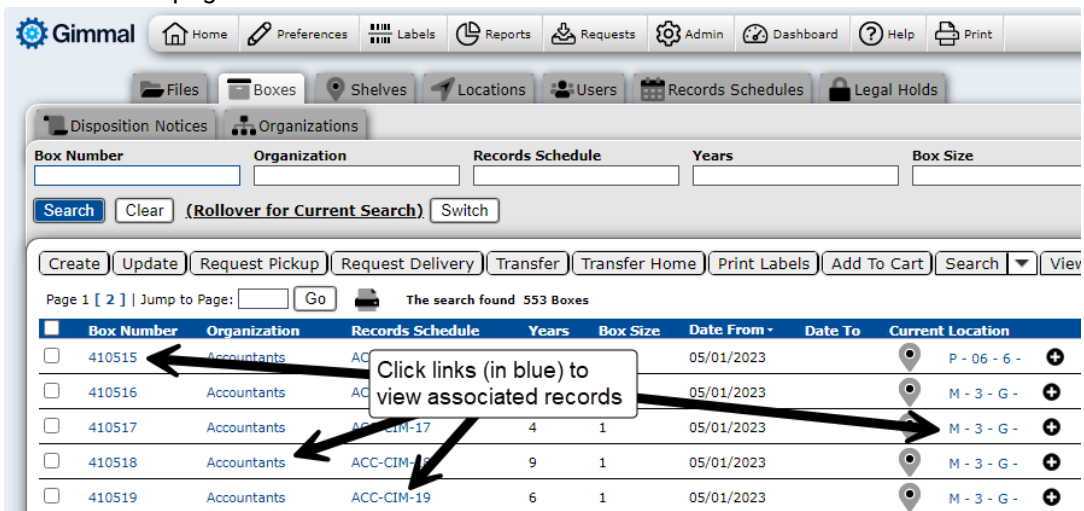 page
Gimmal Home Preferences Labels Reports Requests Admin Dashboard Help Print
Files Boxes Shelves Locations Users Records Schedules Legal Holds
Disposition Notices Organizations
Box Number Organization Records Schedule Years Box Size
Search Clear (Rollover for Current Search) Switch
Create Update Request Pickup Request Delivery Transfer Transfer Home Print Labels Add To Cart Search View
Page 1 [ 2 ] | Jump to Page: Go The search found 553 Boxes
Box Number Organization Records Schedule Years Box Size Date From Date To Current Location
410515 Accountants 05/01/2023 P - 06 - 6 -
Click links (in blue) to
view associated records
410516 Accountants 05/01/2023 M - 3 - G -
410517 Accountants ACC-CIM-17 4 1 05/01/2023 M - 3 - G -
410518 Accountants 9 1 05/01/2023 M - 3 - G -
410519 Accountants ACC-CIM-19 6 1 05/01/2023 M - 3 - G -